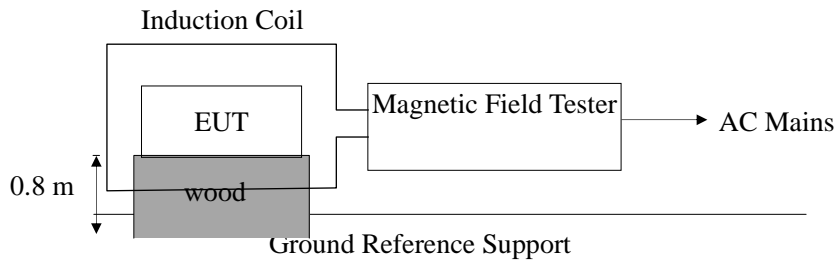 Induction Coil
Magnetic Field Tester
EUT
AC Mains
0.8 m
wood
Ground Reference Support